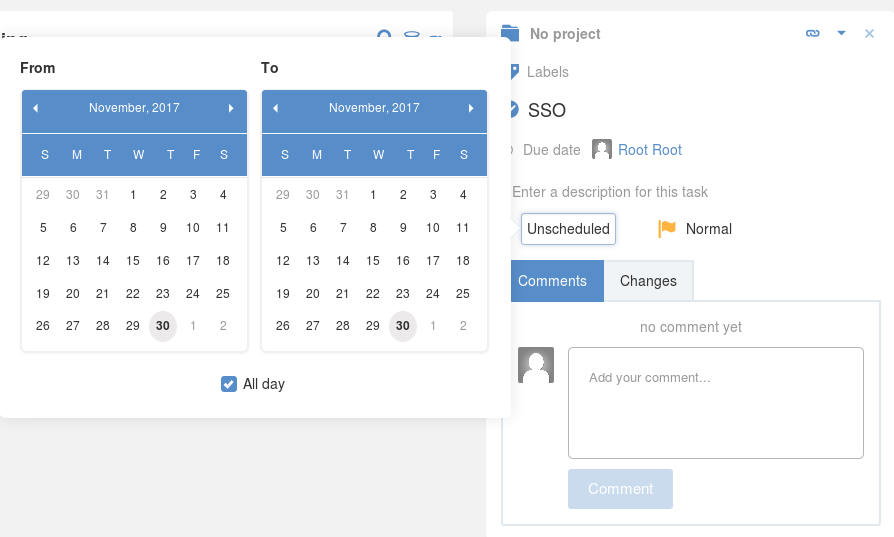 From
To
November, 2017
S M T W T F S
29 30 31 1 2 3 4
5 6 7 8 9 10 11
12 13 14 15 16 17 18
19 20 21 22 23 24 25
26 27 28 29 30 1 2
November, 2017
S M T W T F S
29 30 31 1 2 3 4
5 6 7 8 9 10 11
12 13 14 15 16 17 18
19 20 21 22 23 24 25
26 27 28 29 30 1 2
All day
No project
Labels
SSO
Due date Root Root
Enter a description for this task
Unscheduled Normal
Comments Changes
no comment yet
Add your comment...
Comment